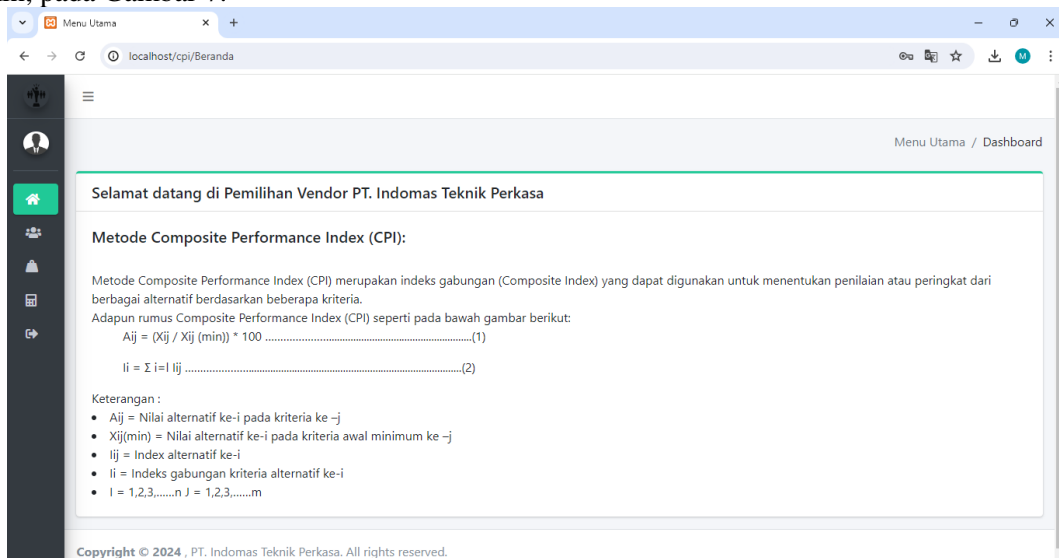 pada Gambar
Menu Utama
localhost/cpi/Beranda
M
Menu Utama / Dashboard
Selamat datang di Pemilihan Vendor PT. Indomas Teknik Perkasa
Metode Composite Performance Index (CPI):
Metode Composite Performance Index (CPI) merupakan indeks gabungan (Composite Index) yang dapat digunakan untuk menentukan penilaian atau peringkat dari
berbagai alternatif berdasarkan beberapa kriteria.
Adapun rumus Composite Performance Index (CPI) seperti pada bawah gambar berikut:
Aij = (Xij / Xij (min)) * 100 ..........................................................................(1)
Ii = Σ i=l Iij ............................................................................................(2)
Keterangan :
• Aij = Nilai alternatif ke-i pada kriteria ke –j
• Xij(min) = Nilai alternatif ke-i pada kriteria awal minimum ke –j
• Iij = Index alternatif ke-i
• Ii = Indeks gabungan kriteria alternatif ke-i
• I = 1,2,3,......n J = 1,2,3,......m
Copyright © 2024 , PT. Indomas Teknik Perkasa. All rights reserved.